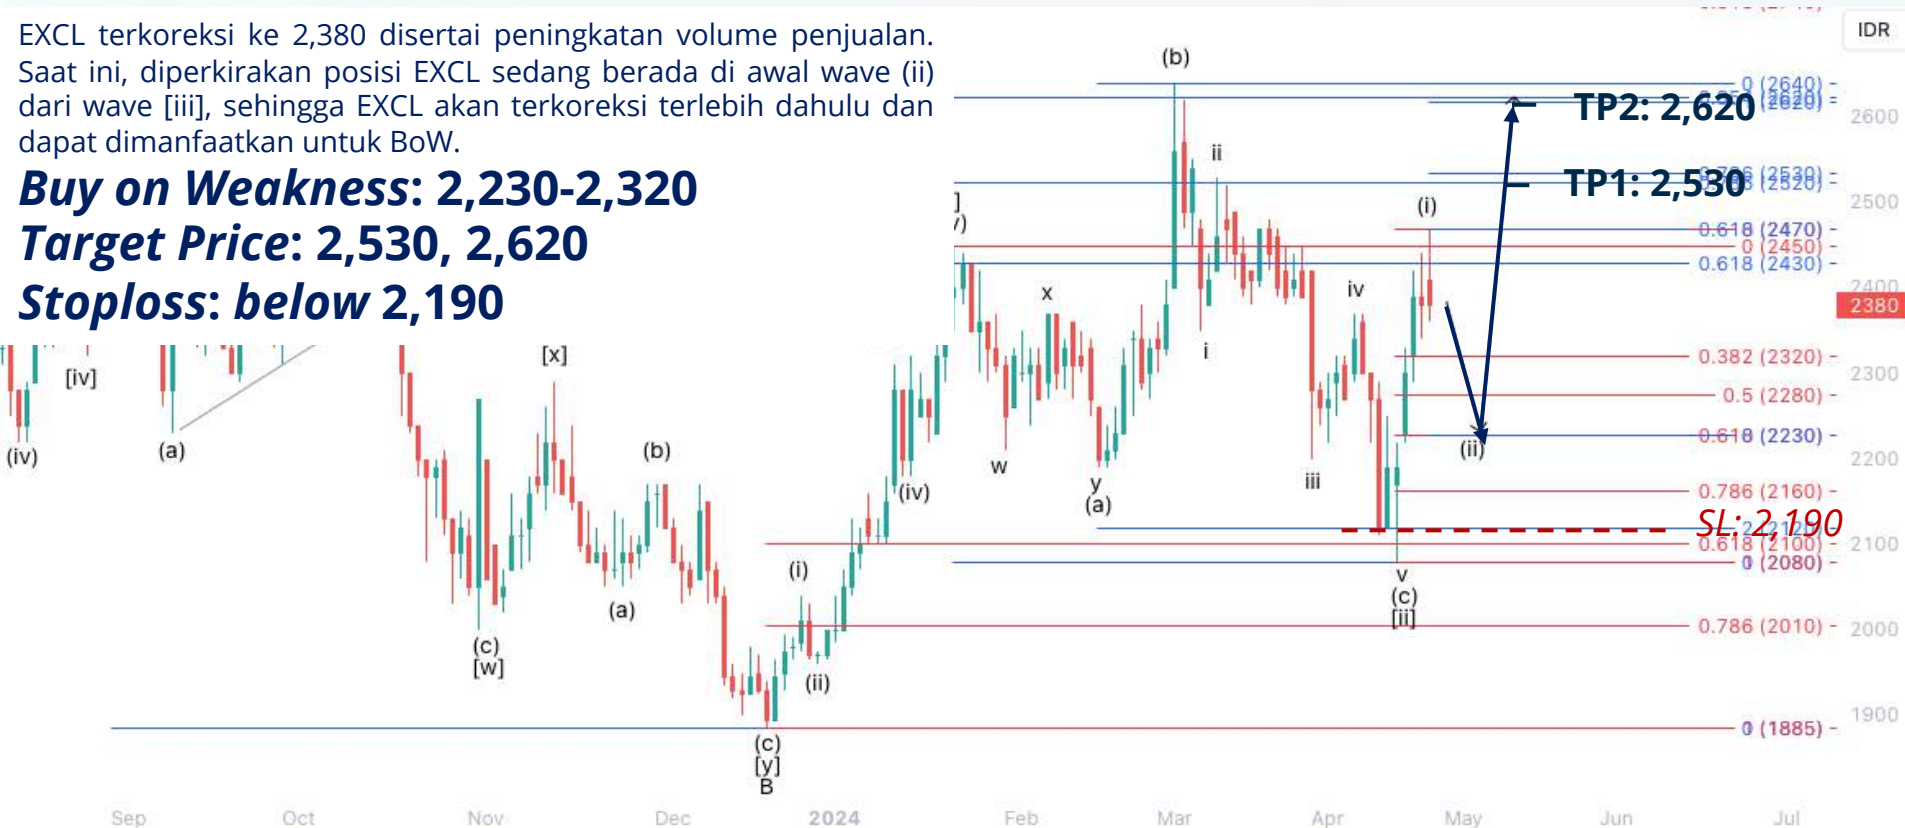 EXCL terkoreksi ke 2,380 disertai peningkatan volume penjualan.
Saat ini, diperkirakan posisi EXCL sedang berada di awal wave (ii)
dari wave [iii], sehingga EXCL akan terkoreksi terlebih dahulu dan
dapat dimanfaatkan untuk BoW.
Buy on Weakness: 2,230-2,320
Target Price: 2,530, 2,620
Stoploss: below 2,190
IDR
(b)
0 (2640)
TP2: 2,620
2600
ii
0.786 (2530)
TP1: 2,530
2500
(i)
0.618 (2470)
0 (2450)
0.618 (2430)
x
iv
2400
2380
i
[x]
0.382 (2320)
[iv]
2300
0.5 (2280)
(iv)
(a)
(b)
0.618 (2230)
(ii)
w
2200
(iv)
y
(a)
iii
0.786 (2160)
SL: 2,190
0.618 (2100)
2100
(i)
(2080)
v
(c)
[ii]
(a)
0.786 (2010)
2000
(c)
[w]
(ii)
1900
(1885)
(c)
[y]
B
Sep Oct Nov Dec 2024 Feb Mar Apr May Jun Jul